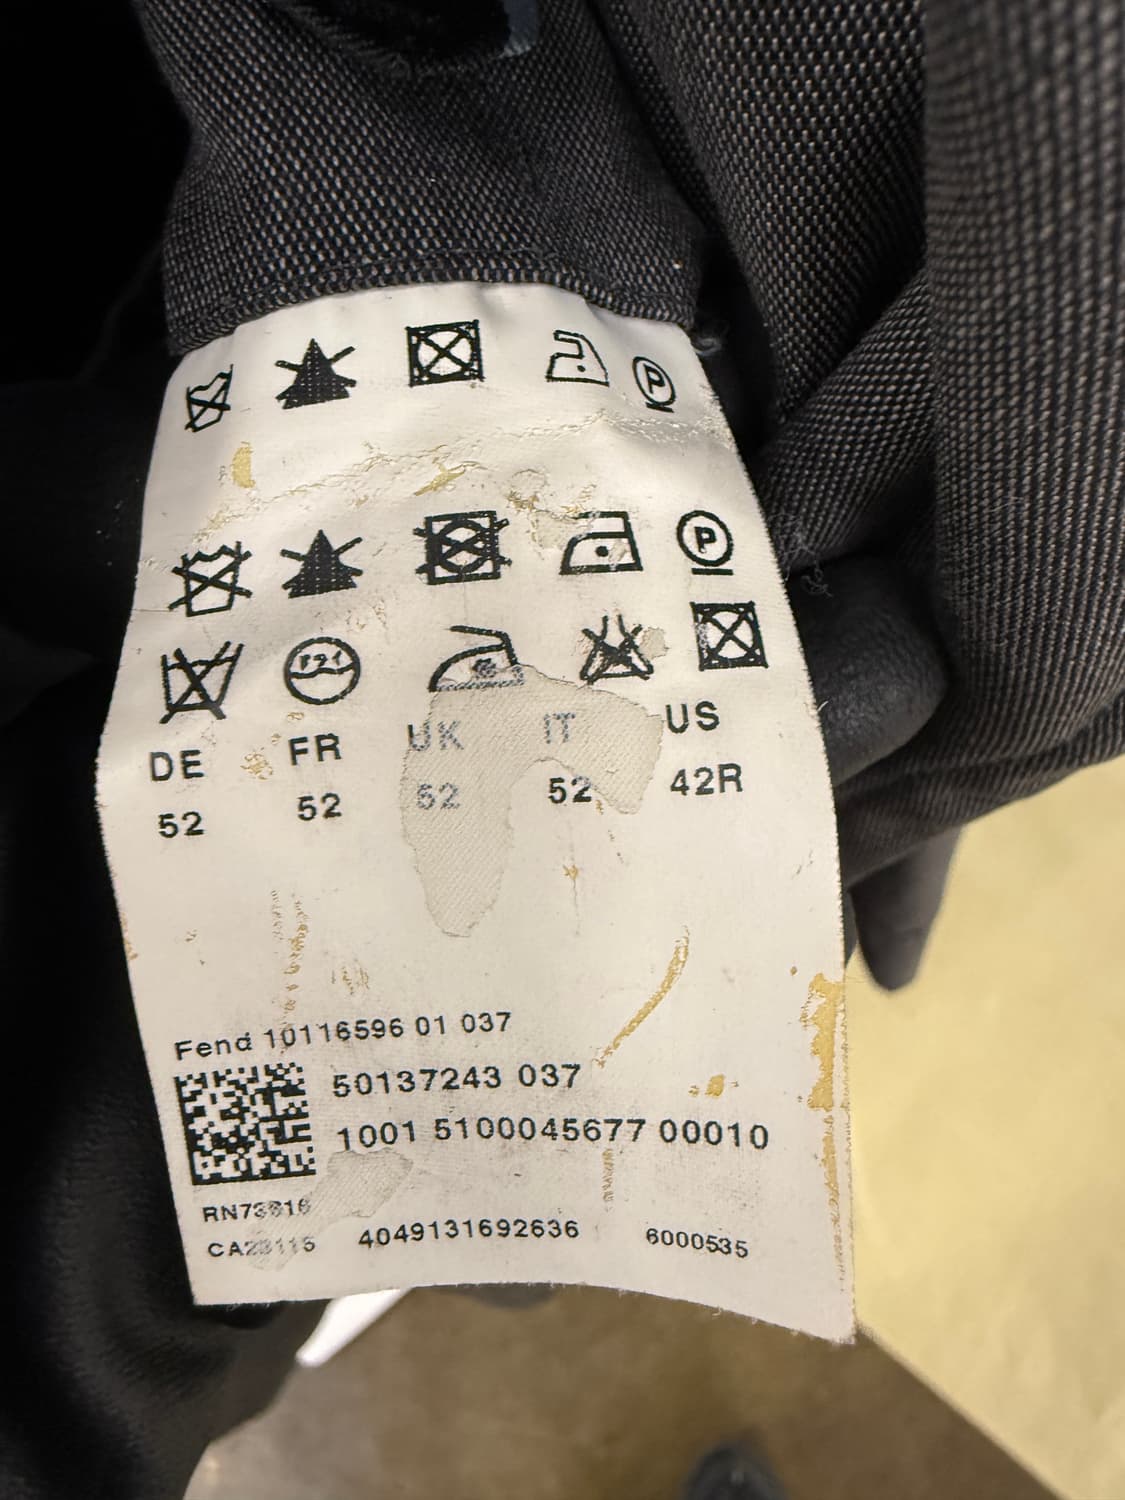 P
P
DE FR UK IT US
52 52 52 52 42R
Fend 10116596 01 037
50137243 037
1001 5100045677 00010
4049131692636 6000535